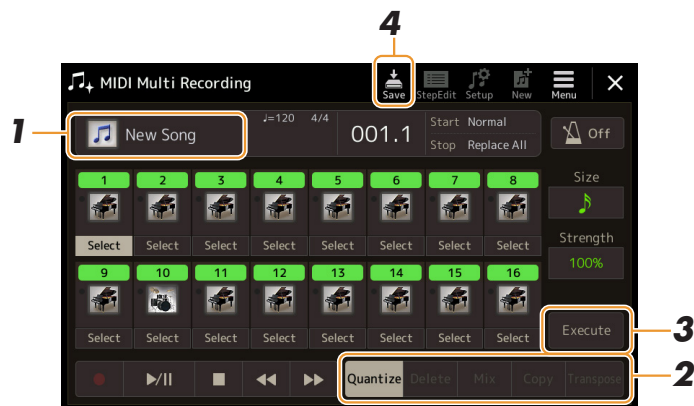 4
MIDI Multi Recording
Save StepEdit Setup New Menu
1
New Song
♩=120 4/4
001.1
Start Normal
Stop Replace All
Off
1 2 3 4 5 6 7 8
Size
Select Select Select Select Select Select Select Select
Strength
100%
9 10 11 12 13 14 15 16
Select Select Select Select Select Select Select Select
Execute
3
Quantize Delete Mix Copy Transpose
2